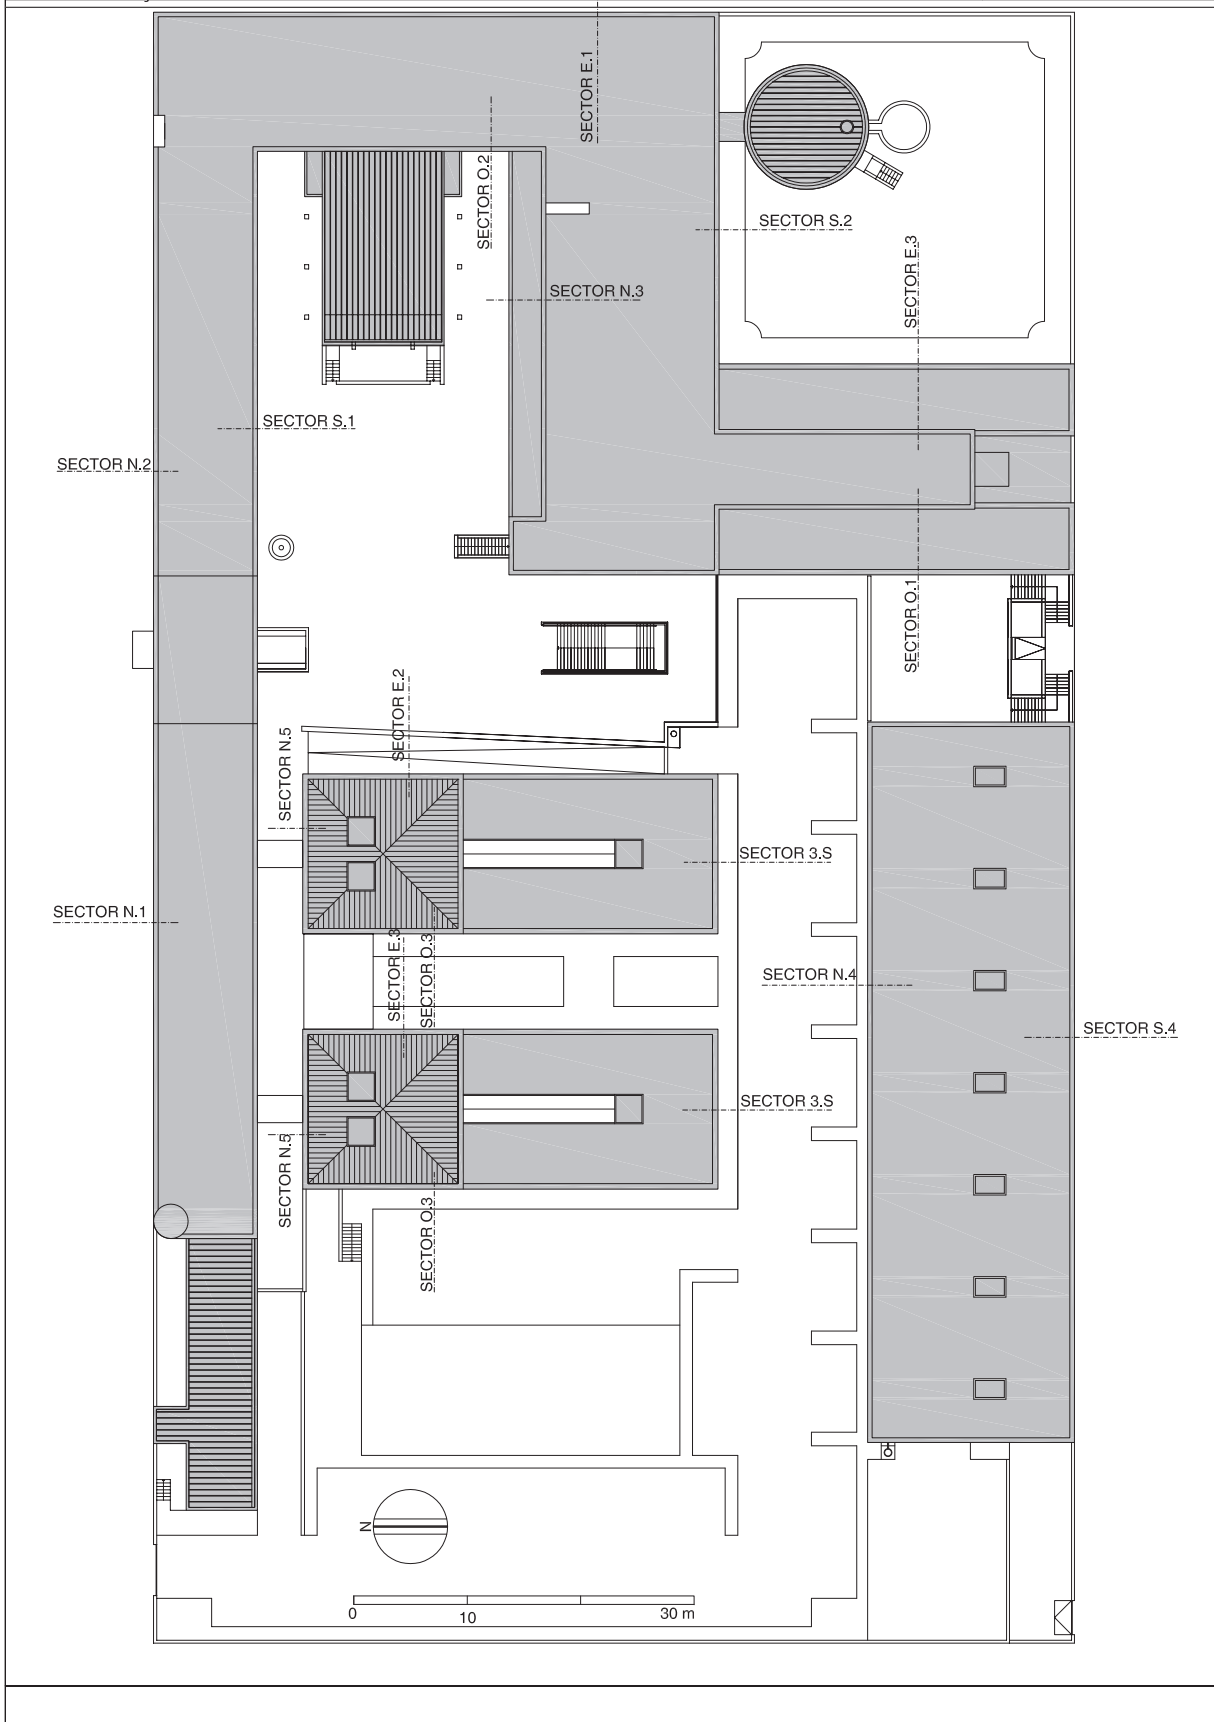 SECTOR E.1
SECTOR O.2
SECTOR S.2
SECTOR E.3
SECTOR N.3
SECTOR S.1
SECTOR N.2
SECTOR O.1
SECTOR E.2
SECTOR N.5
SECTOR 3.S
SECTOR N.1
SECTOR E.3
SECTOR O.3
SECTOR N.4
SECTOR S.4
SECTOR 3.S
SECTOR N.5
SECTOR O.3
N
0 10 30 m